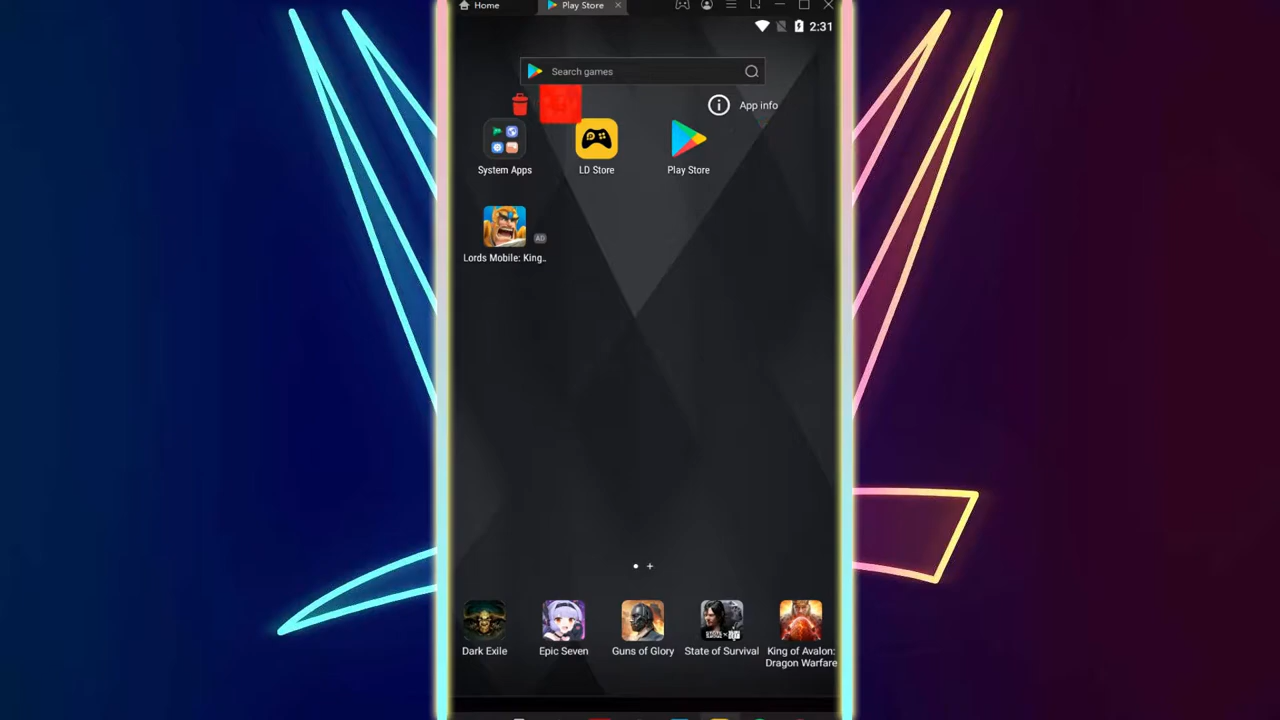 Home
Play Store
2:31
Search games
App info
System Apps
LD Store
Play Store
AD
Lords Mobile: King..
Dark Exile
Epic Seven
Guns of Glory
State of Survival
King of Avalon:
Dragon Warfare